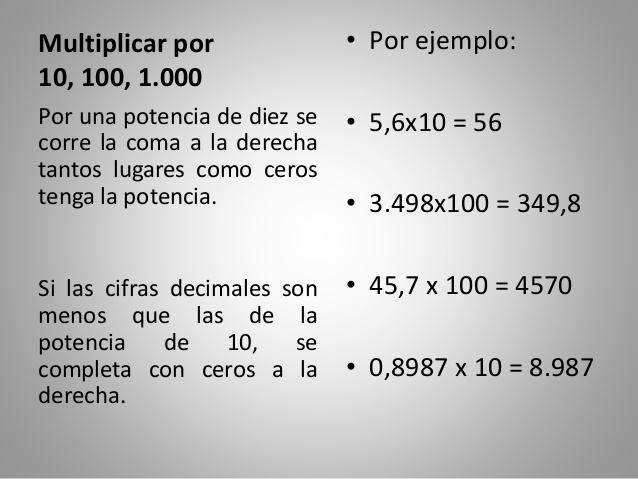 Multiplicar por
10, 100, 1.000
Por una potencia de diez se
corre la coma a la derecha
tantos lugares como ceros
tenga la potencia.
Si las cifras decimales son
menos que las de la
potencia de 10, se
completa con ceros a la
derecha.
• Por ejemplo:
• 5,6x10 = 56
• 3.498x100 = 349,8
• 45,7 x 100 = 4570
• 0,8987 x 10 = 8.987